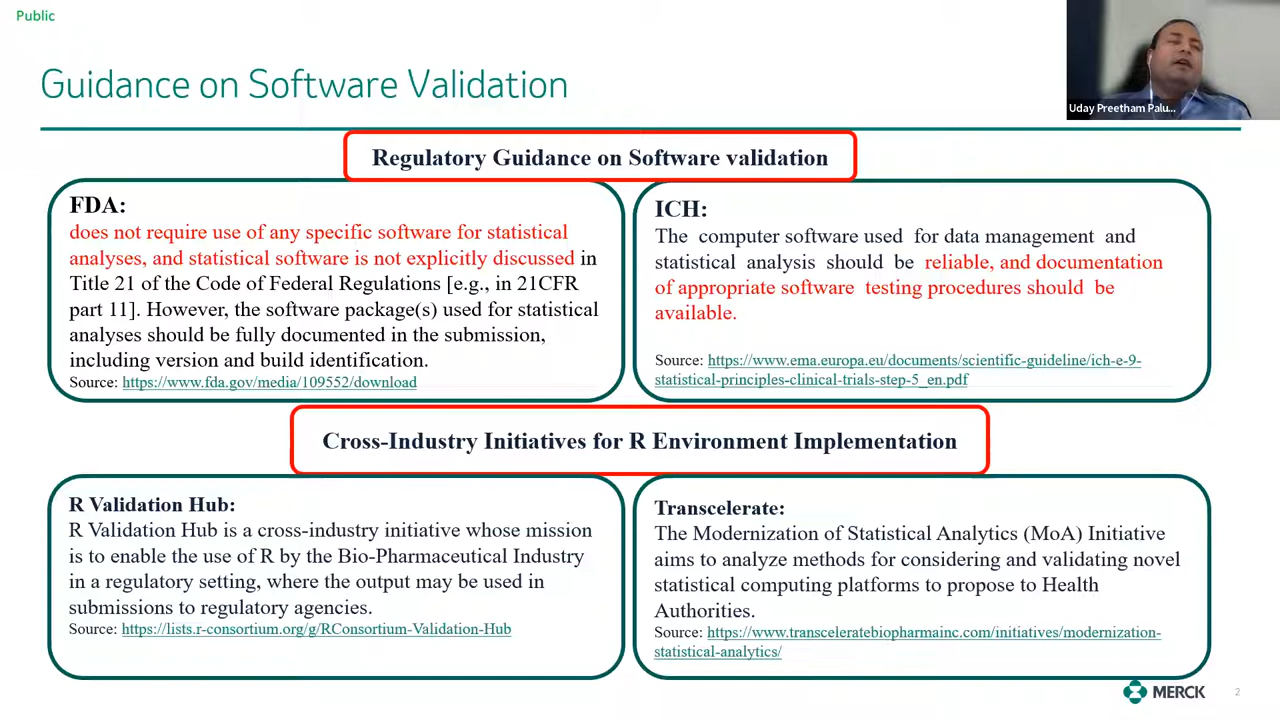 Public
Guidance on Software Validation
Uday Preetham Palu...
Regulatory Guidance on Software validation
FDA:
does not require use of any specific software for statistical
analyses, and statistical software is not explicitly discussed in
Title 21 of the Code of Federal Regulations [e.g., in 21CFR
part 11]. However, the software package(s) used for statistical
analyses should be fully documented in the submission,
including version and build identification.
Source: https://www.fda.gov/media/109552/download
ICH:
The computer software used for data management and
statistical analysis should be reliable, and documentation
of appropriate software testing procedures should be
available.
Source: https://www.ema.europa.eu/documents/scientific-guideline/ich-e-9-
statistical-principles-clinical-trials-step-5_en.pdf
Cross-Industry Initiatives for R Environment Implementation
R Validation Hub:
R Validation Hub is a cross-industry initiative whose mission
is to enable the use of R by the Bio-Pharmaceutical Industry
in a regulatory setting, where the output may be used in
submissions to regulatory agencies.
Source: https://lists.r-consortium.org/g/RConsortium-Validation-Hub
Transcelerate:
The Modernization of Statistical Analytics (MoA) Initiative
aims to analyze methods for considering and validating novel
statistical computing platforms to propose to Health
Authorities.
Source: https://www.transceleratebiopharmainc.com/initiatives/modernization-
statistical-analytics/
MERCK
2